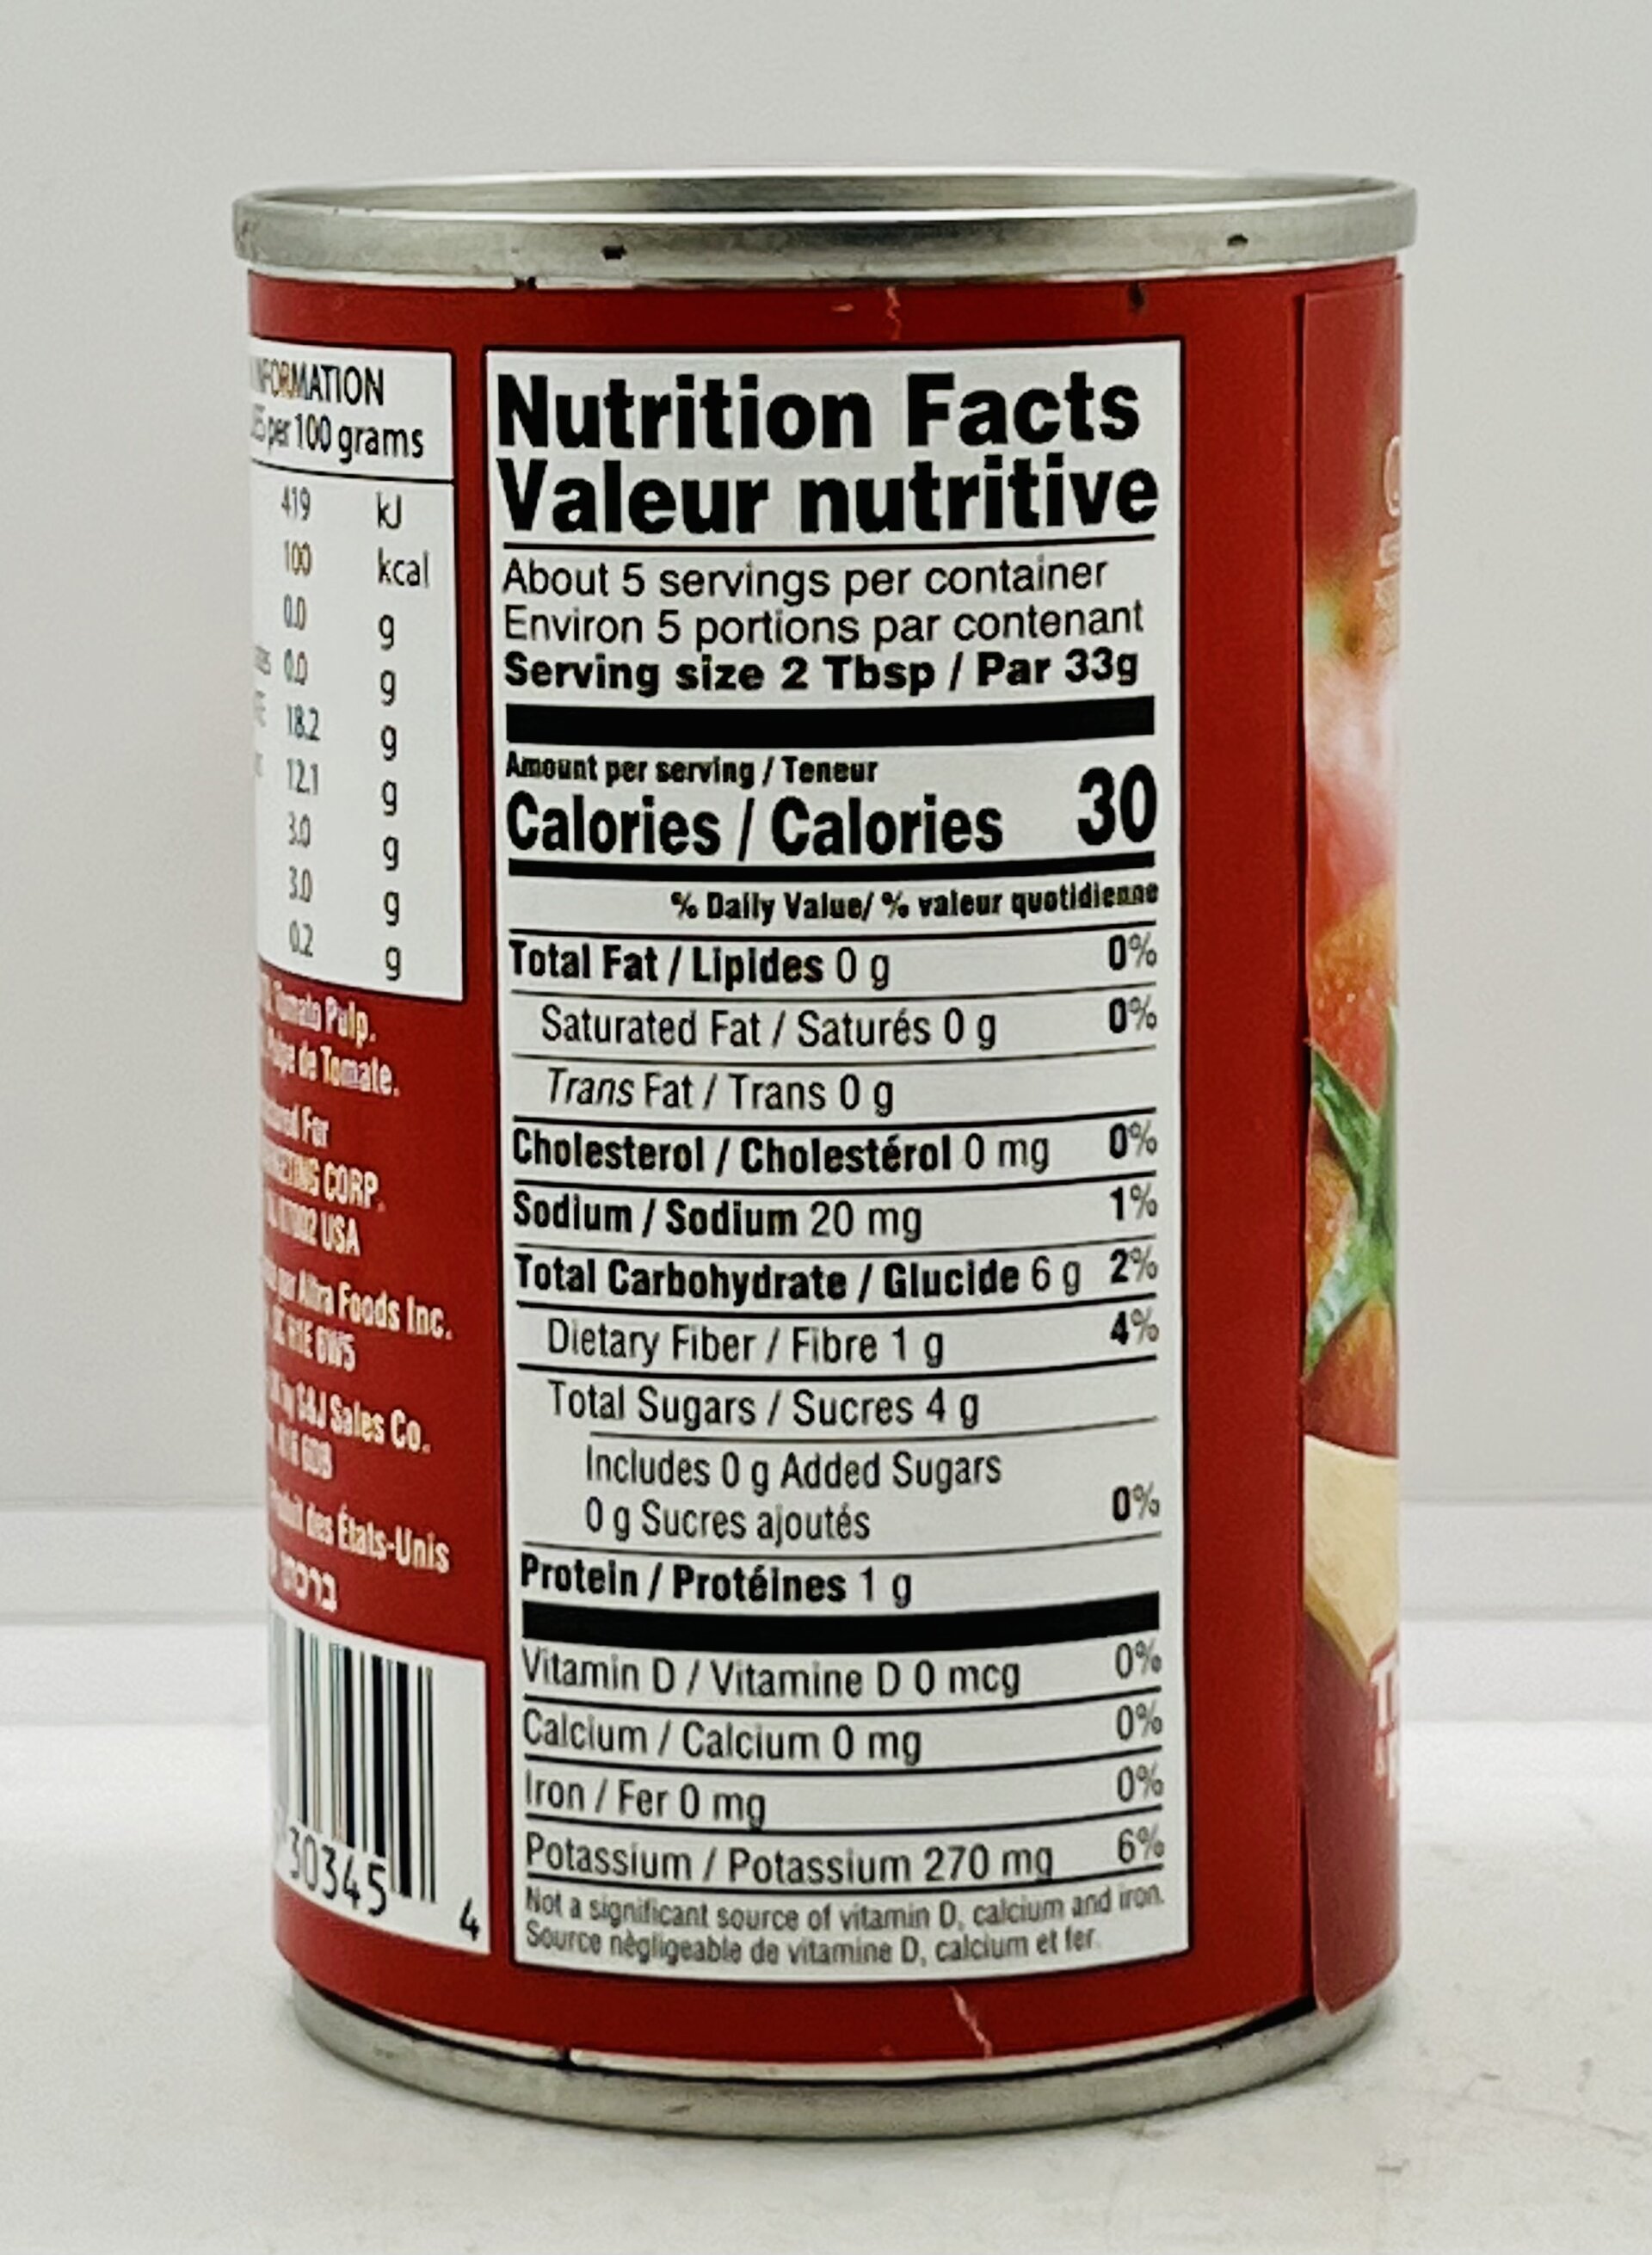 INFORMATION
per 100 grams
419 kJ
100 kcal
0.0 g
0.0 g
18.2 g
12.1 g
3.0 g
3.0 g
0.2 g
Tomato Pulp.
de Tomate.
For
CORP.
USA
par Foods Inc.
by S&J Sales Co.
des États-Unis
30345 4
Nutrition Facts
Valeur nutritive
About 5 servings per container
Environ 5 portions par contenant
Serving size 2 Tbsp / Par 33g
Amount per serving / Teneur
Calories / Calories 30
% Daily Value/ % valeur quotidienne
Total Fat / Lipides 0 g 0%
Saturated Fat / Saturés 0 g 0%
Trans Fat / Trans 0 g
Cholesterol / Cholestérol 0 mg 0%
Sodium / Sodium 20 mg 1%
Total Carbohydrate / Glucide 6 g 2%
Dietary Fiber / Fibre 1 g 4%
Total Sugars / Sucres 4 g
Includes 0 g Added Sugars
0 g Sucres ajoutés 0%
Protein / Protéines 1 g
Vitamin D / Vitamine D 0 mcg 0%
Calcium / Calcium 0 mg 0%
Iron / Fer 0 mg 0%
Potassium / Potassium 270 mg 6%
Not a significant source of vitamin D, calcium and iron.
Source nègligeable de vitamine D, calcium et fer.